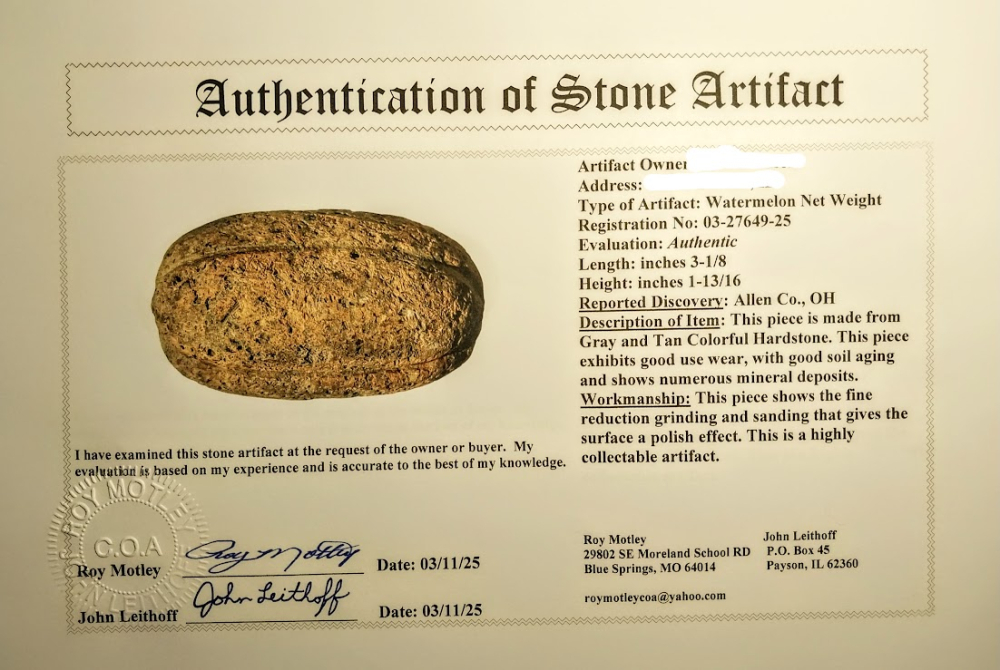 Authentication of Stone Artifact
Artifact Owner
Address:
Type of Artifact: Watermelon Net Weight
Registration No: 03-27649-25
Evaluation: Authentic
Length: inches 3-1/8
Height: inches 1-13/16
Reported Discovery: Allen Co., OH
Description of Item: This piece is made from
Gray and Tan Colorful Hardstone. This piece
exhibits good use wear, with good soil aging
and shows numerous mineral deposits.
Workmanship: This piece shows the fine
reduction grinding and sanding that gives the
surface a polish effect. This is a highly
collectable artifact.
I have examined this stone artifact at the request of the owner or buyer. My
evaluation is based on my experience and is accurate to the best of my knowledge.
ROY MOTLEY
C.O.A
Roy Motley Roy Motley Date: 03/11/25
John Leithoff John Leithoff Date: 03/11/25
Roy Motley
29802 SE Moreland School RD
Blue Springs, MO 64014
roymotleycoa@yahoo.com
John Leithoff
P.O. Box 45
Payson, IL 62360